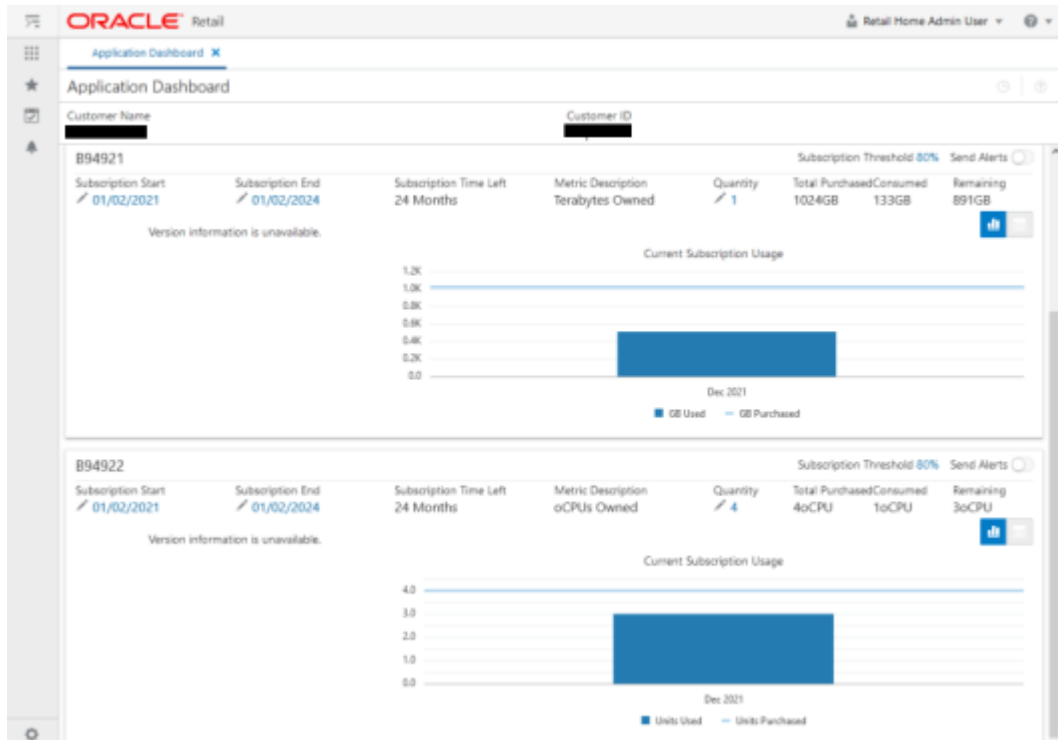 ORACLE Retail
Retail Home Admin User
Application Dashboard
Application Dashboard
Customer Name Customer ID
B94921 Subscription Threshold 80% Send Alerts
Subscription Start Subscription End Subscription Time Left Metric Description Quantity Total Purchased Consumed Remaining
01/02/2021 01/02/2024 24 Months Terabytes Owned 1 1024GB 133GB 891GB
Version information is unavailable.
Current Subscription Usage
1.2K
1.0K
0.8K
0.6K
0.4K
0.2K
0.0
Dec 2021
GB Used GB Purchased
B94922 Subscription Threshold 80% Send Alerts
Subscription Start Subscription End Subscription Time Left Metric Description Quantity Total Purchased Consumed Remaining
01/02/2021 01/02/2024 24 Months oCPUs Owned 4 4oCPU 1oCPU 3oCPU
Version information is unavailable.
Current Subscription Usage
4.0
3.0
2.0
1.0
0.0
Dec 2021
Units Used Units Purchased